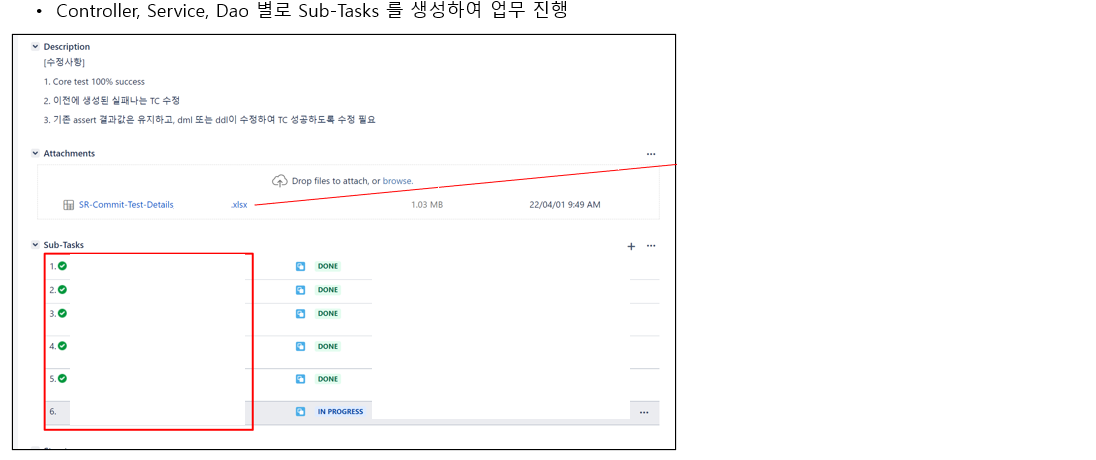 • Controller, Service, Dao 별로 Sub-Tasks 를 생성하여 업무 진행
Description
[수정사항]
1. Core test 100% success
2. 이전에 생성된 실패나는 TC 수정
3. 기존 assert 결과값은 유지하고, dml 또는 ddl이 수정하여 TC 성공하도록 수정 필요
Attachments
Drop files to attach, or browse.
SR-Commit-Test-Details .xlsx 1.03 MB 22/04/01 9:49 AM
Sub-Tasks
1. DONE
2. DONE
3. DONE
4. DONE
5. DONE
6. IN PROGRESS